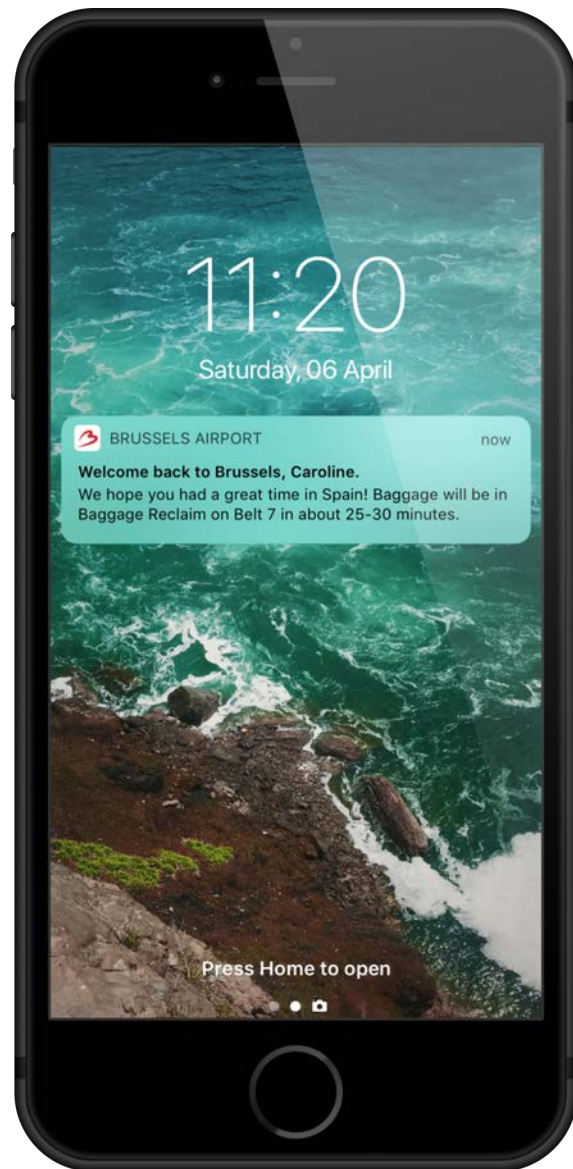 11:20
Saturday, 06 April
BRUSSELS AIRPORT now
Welcome back to Brussels, Caroline.
We hope you had a great time in Spain! Baggage will be in
Baggage Reclaim on Belt 7 in about 25-30 minutes.
Press Home to open